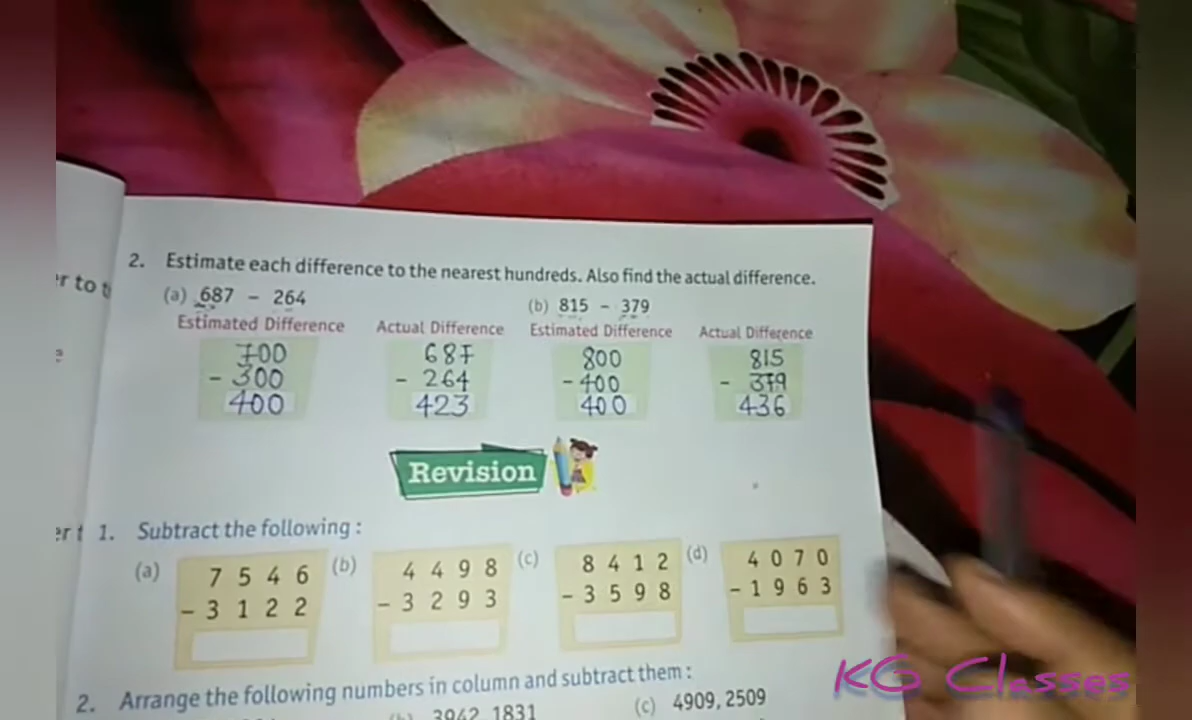 er to t
2. Estimate each difference to the nearest hundreds. Also find the actual difference.
(a) 687 - 264
(b) 815 - 379
Estimated Difference Actual Difference Estimated Difference Actual Difference
700 687 800 815
- 300 - 264 - 400 - 379
400 423 400 436
Revision
er t
1. Subtract the following :
(a) 7 5 4 6 (b) 4 4 9 8 (c) 8 4 1 2 (d) 4 0 7 0
- 3 1 2 2 - 3 2 9 3 - 3 5 9 8 - 1 9 6 3
2. Arrange the following numbers in column and subtract them :
(b) 3942, 1831 (c) 4909, 2509
KG Classes